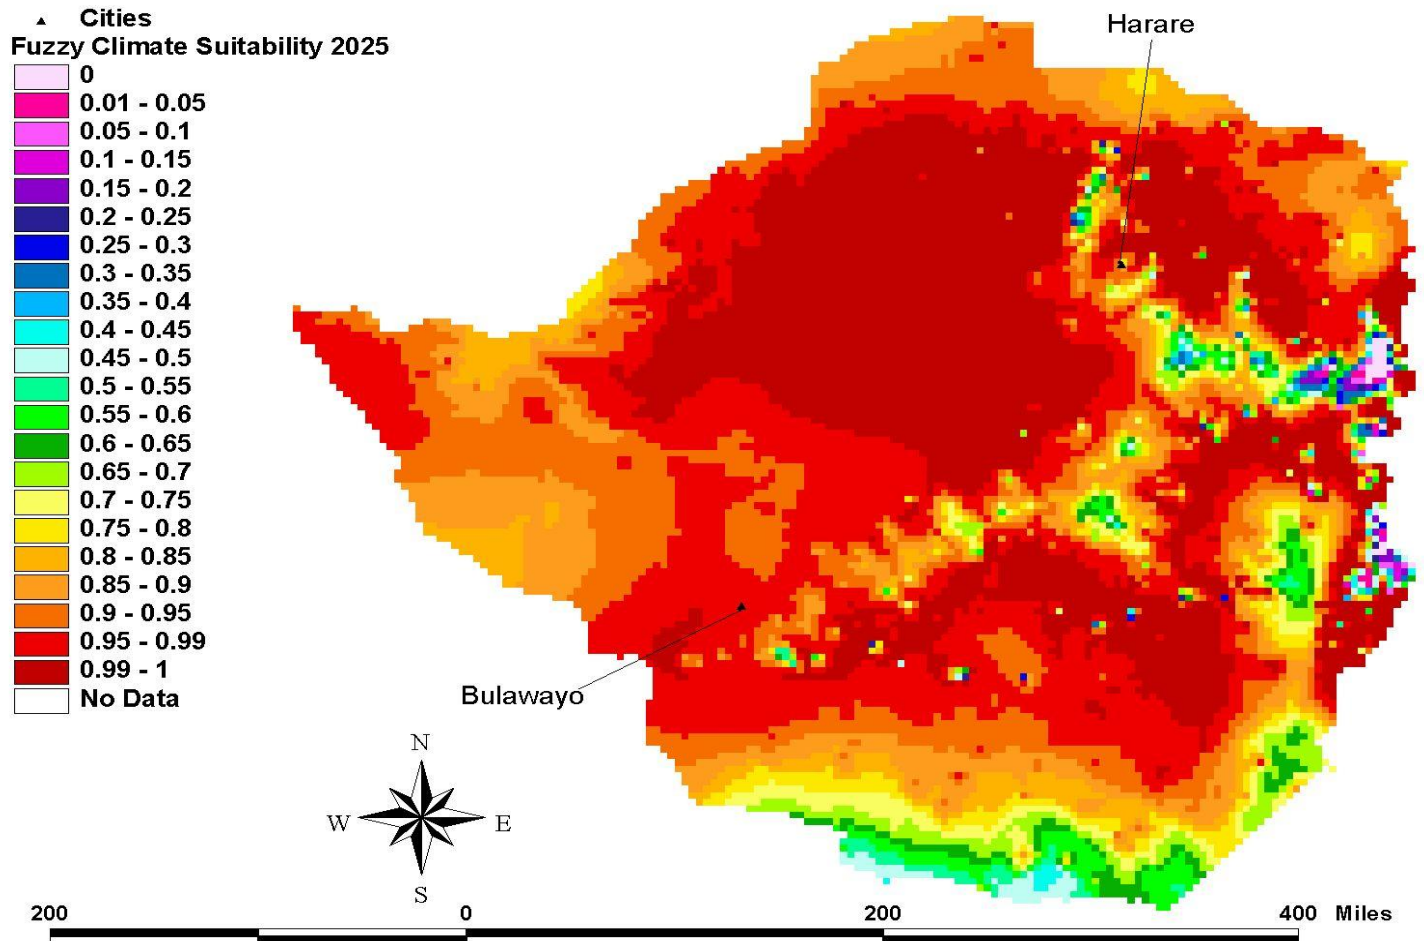 Cities
Fuzzy Climate Suitability 2025
0
0.01 - 0.05
0.05 - 0.1
0.1 - 0.15
0.15 - 0.2
0.2 - 0.25
0.25 - 0.3
0.3 - 0.35
0.35 - 0.4
0.4 - 0.45
0.45 - 0.5
0.5 - 0.55
0.55 - 0.6
0.6 - 0.65
0.65 - 0.7
0.7 - 0.75
0.75 - 0.8
0.8 - 0.85
0.85 - 0.9
0.9 - 0.95
0.95 - 0.99
0.99 - 1
No Data
Harare
Bulawayo
N
W E
S
200 0 200 400 Miles